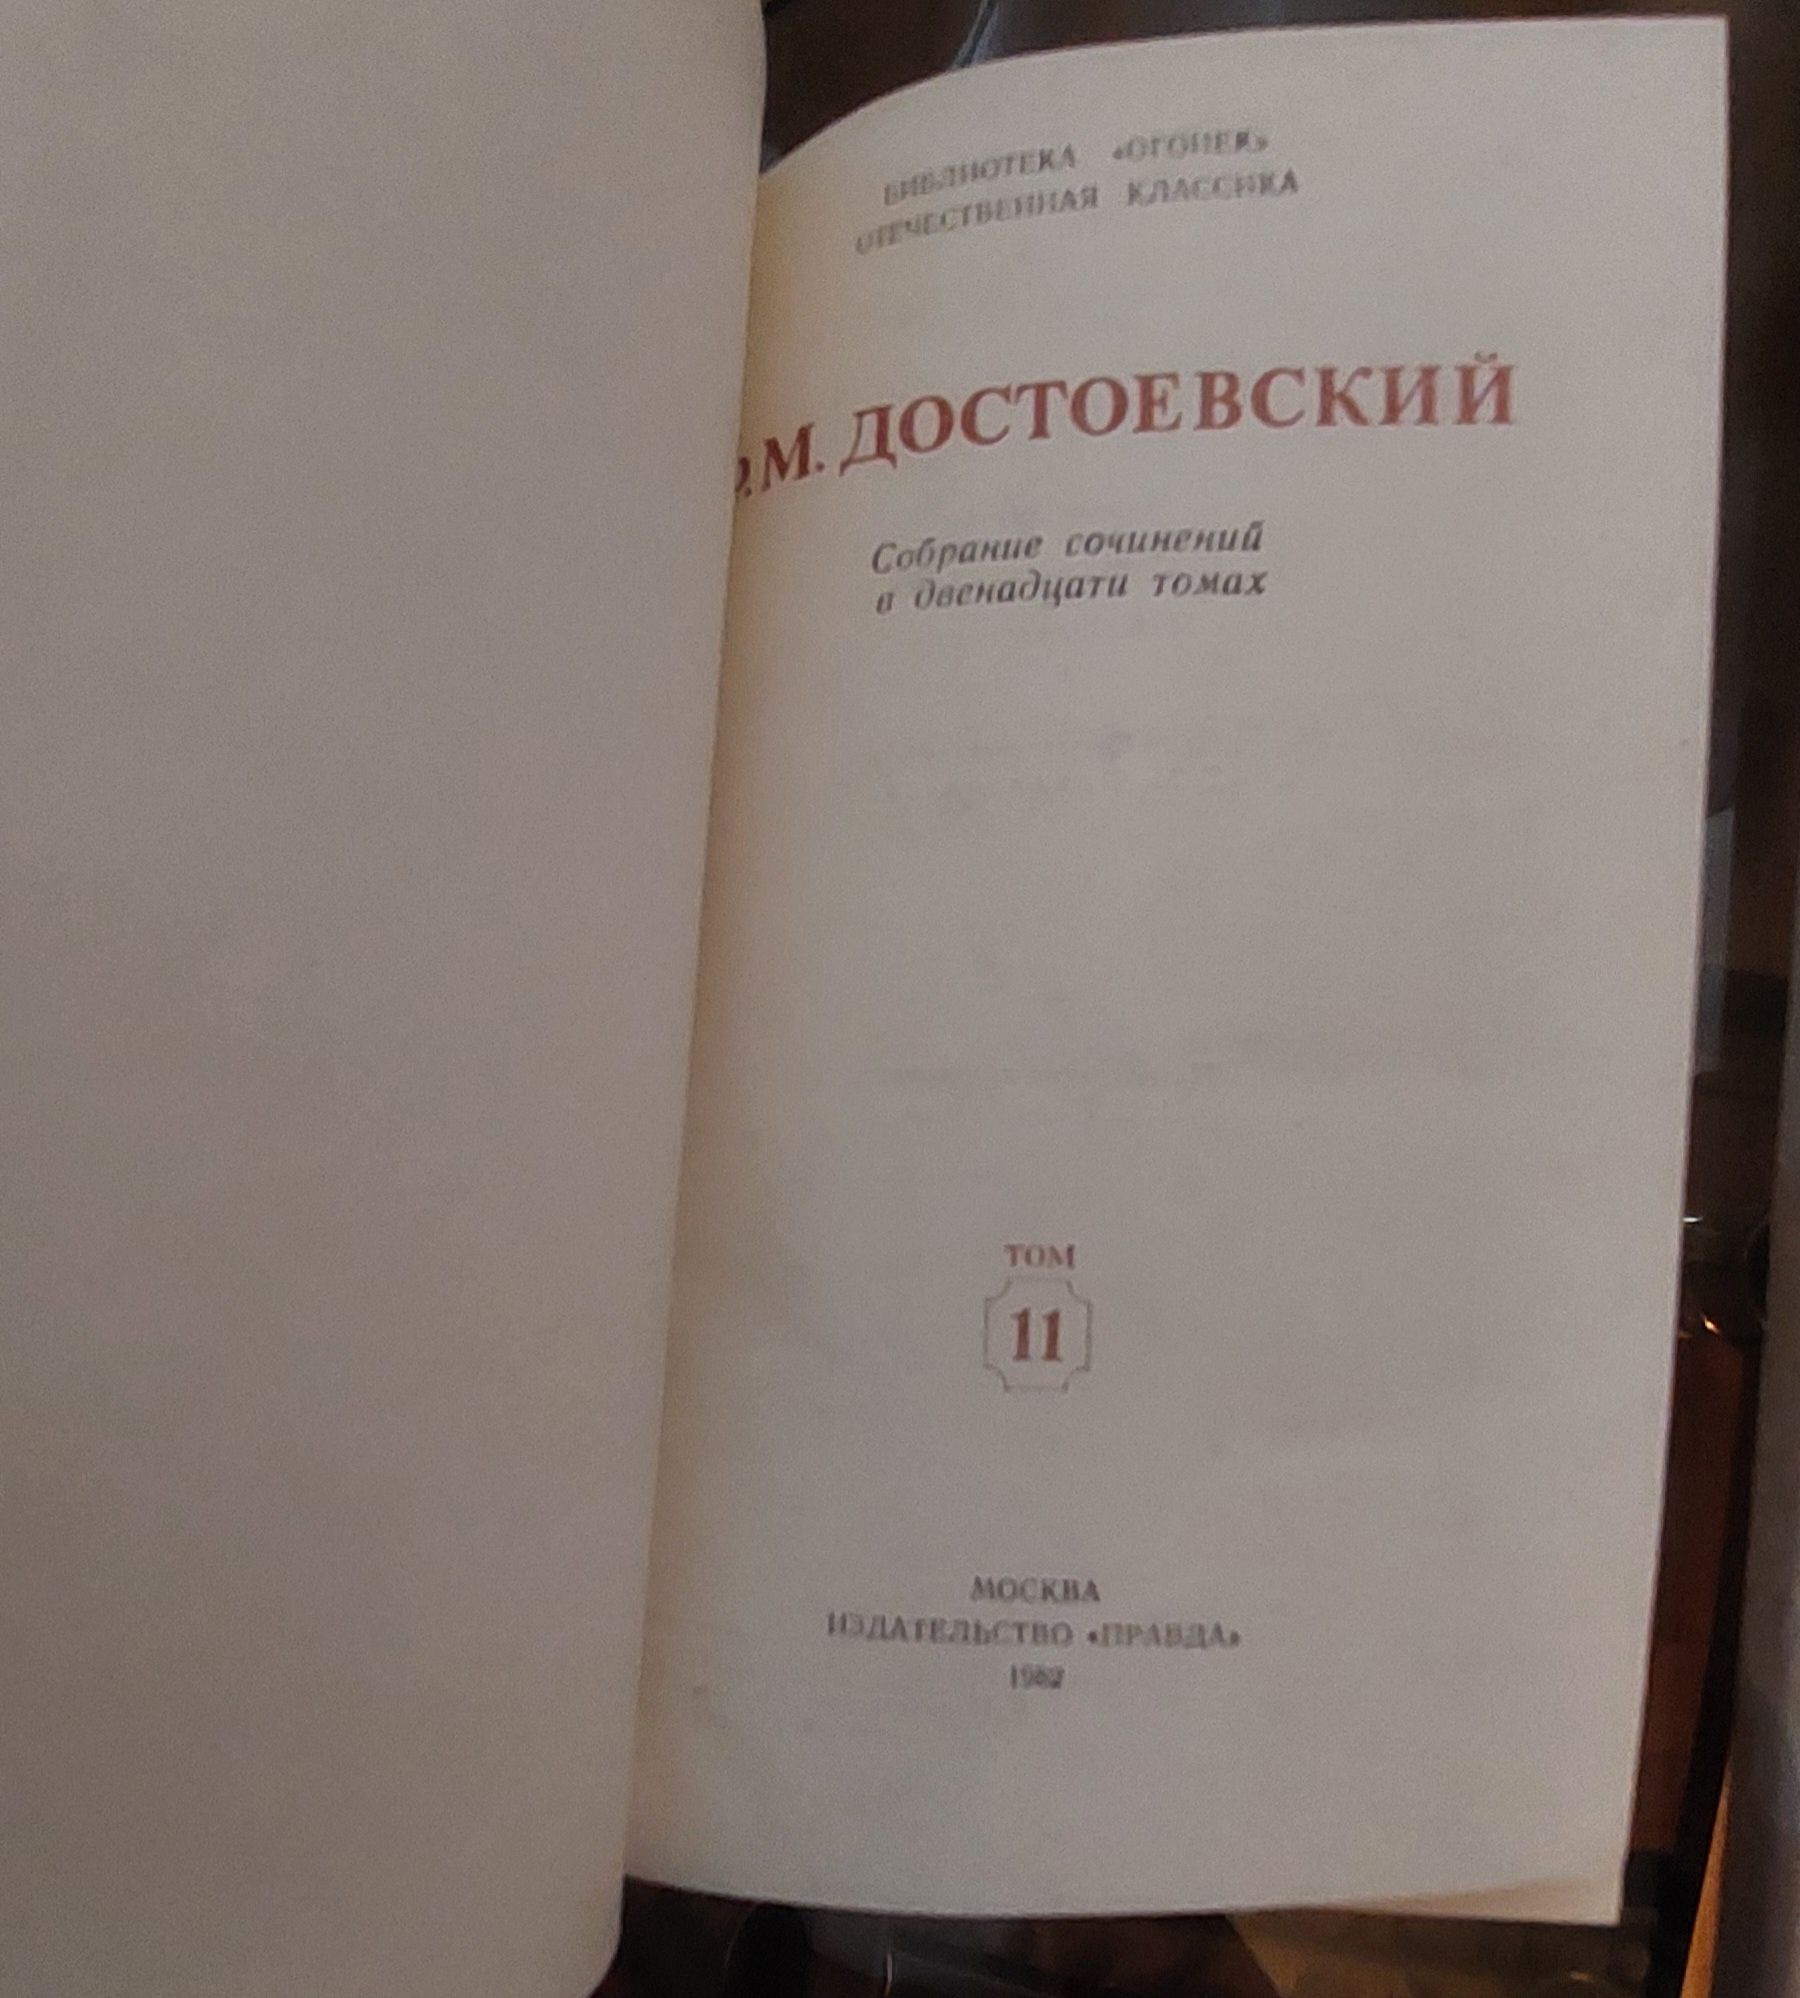 БИБЛИОТЕКА «ОГОНЕК»
ОТЕЧЕСТВЕННАЯ КЛАССИКА
Ф.М. ДОСТОЕВСКИЙ
Собрание сочинений
в двенадцати томах
ТОМ
11
МОСКВА
ИЗДАТЕЛЬСТВО «ПРАВДА»
1982